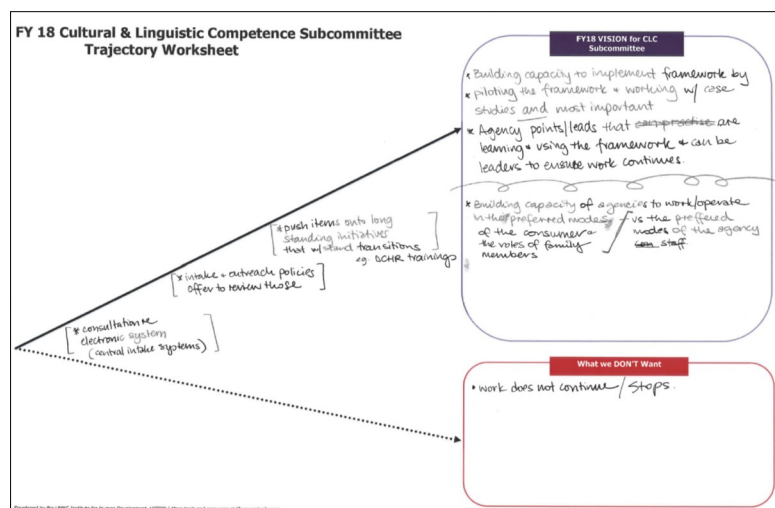 FY 18 Cultural & Linguistic Competence Subcommittee
Trajectory Worksheet
FY18 VISION for CLC
Subcommittee
* Building capacity to implement framework by
* piloting the framework + working w/ case
studies and most important
* Agency points/leads that can practise are
learning + using the framework + can be
leaders to ensure work continues.
* Building capacity of agencies to work/operate
in the preferred modes
of the consumer +
the roles of family
members
vs the preffered
modes of the agency
staff
[* push items onto long
standing initiatives
that w/stand transitions]
eg. DCHR trainings
[* intake + outreach policies
offer to review those]
[* consultation re
electronic system
(central intake systems)]
What we DON'T Want
• work does not continue / stops.